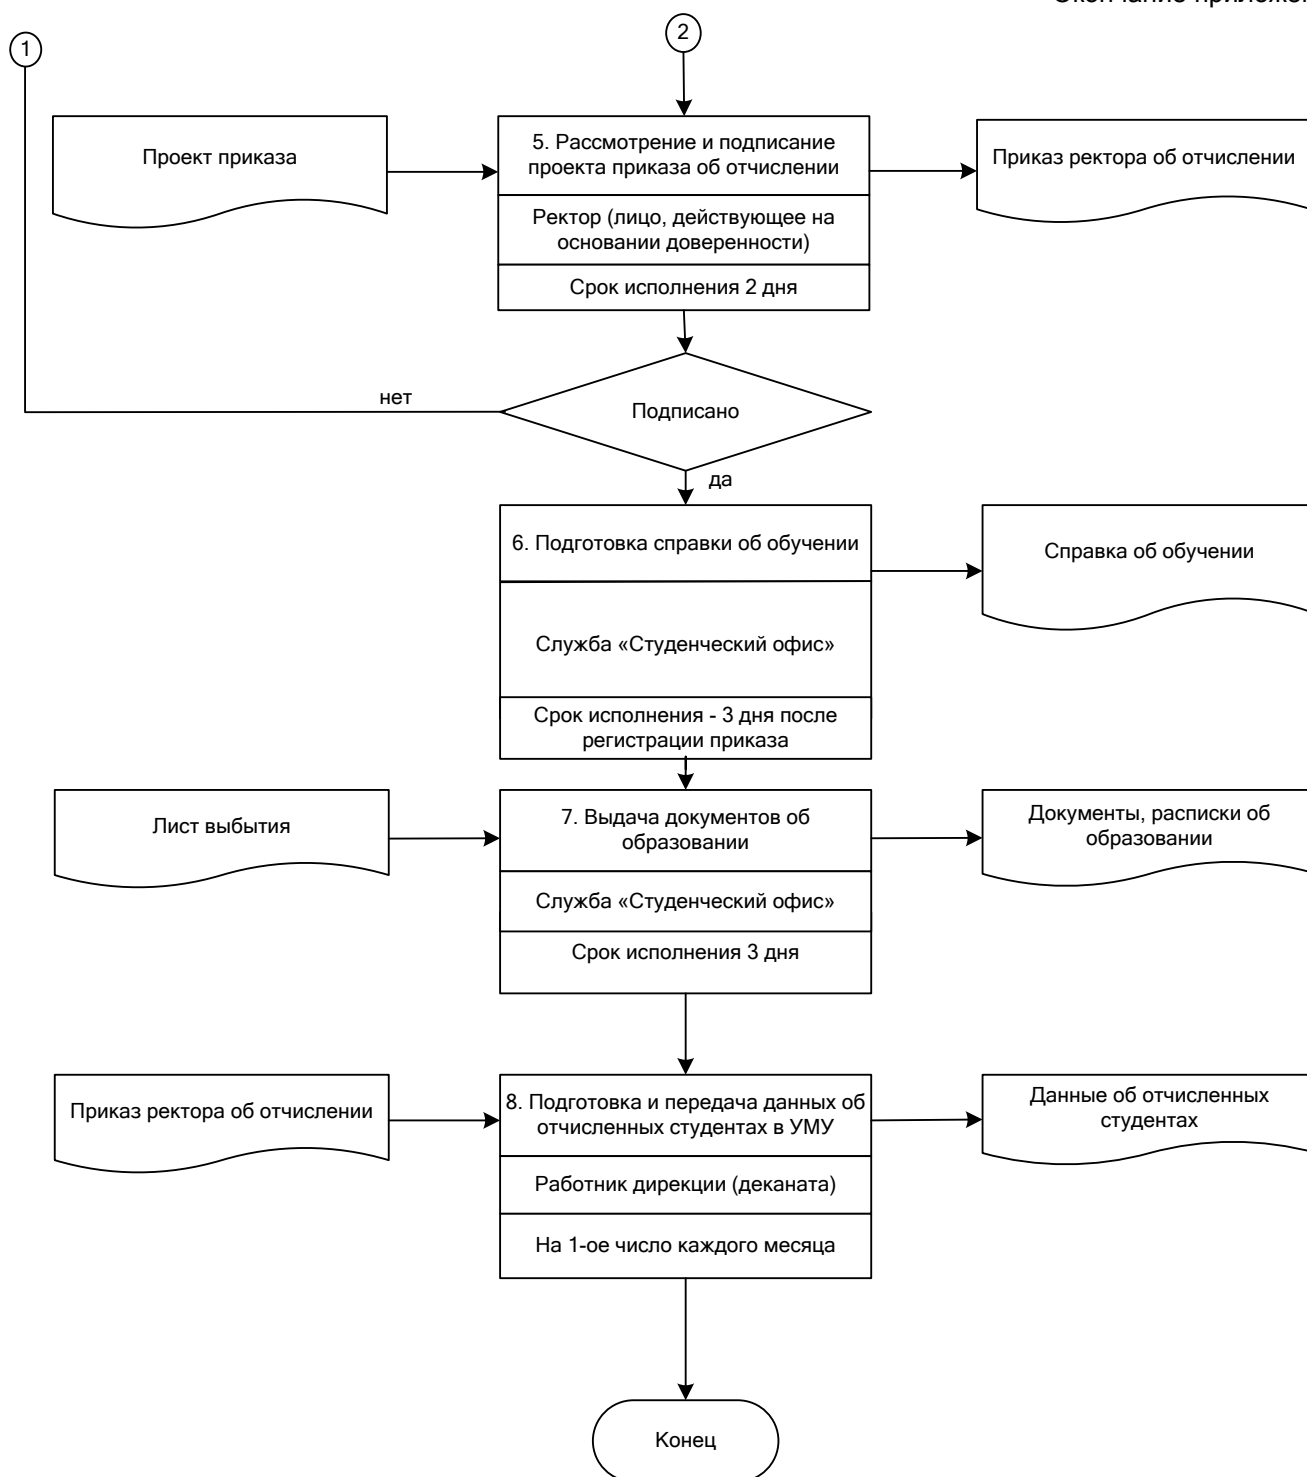 Окончание
1
2
Проект приказа
5. Рассмотрение и подписание
проекта приказа об отчислении
Приказ ректора об отчислении
Ректор (лицо, действующее на
основании доверенности)
Срок исполнения 2 дня
нет
Подписано
да
6. Подготовка справки об обучении
Справка об обучении
Служба «Студенческий офис»
Срок исполнения - 3 дня после
регистрации приказа
Лист выбытия
7. Выдача документов об
образовании
Документы, расписки об
образовании
Служба «Студенческий офис»
Срок исполнения 3 дня
Приказ ректора об отчислении
8. Подготовка и передача данных об
отчисленных студентах в УМУ
Данные об отчисленных
студентах
Работник дирекции (деканата)
На 1-ое число каждого месяца
Конец